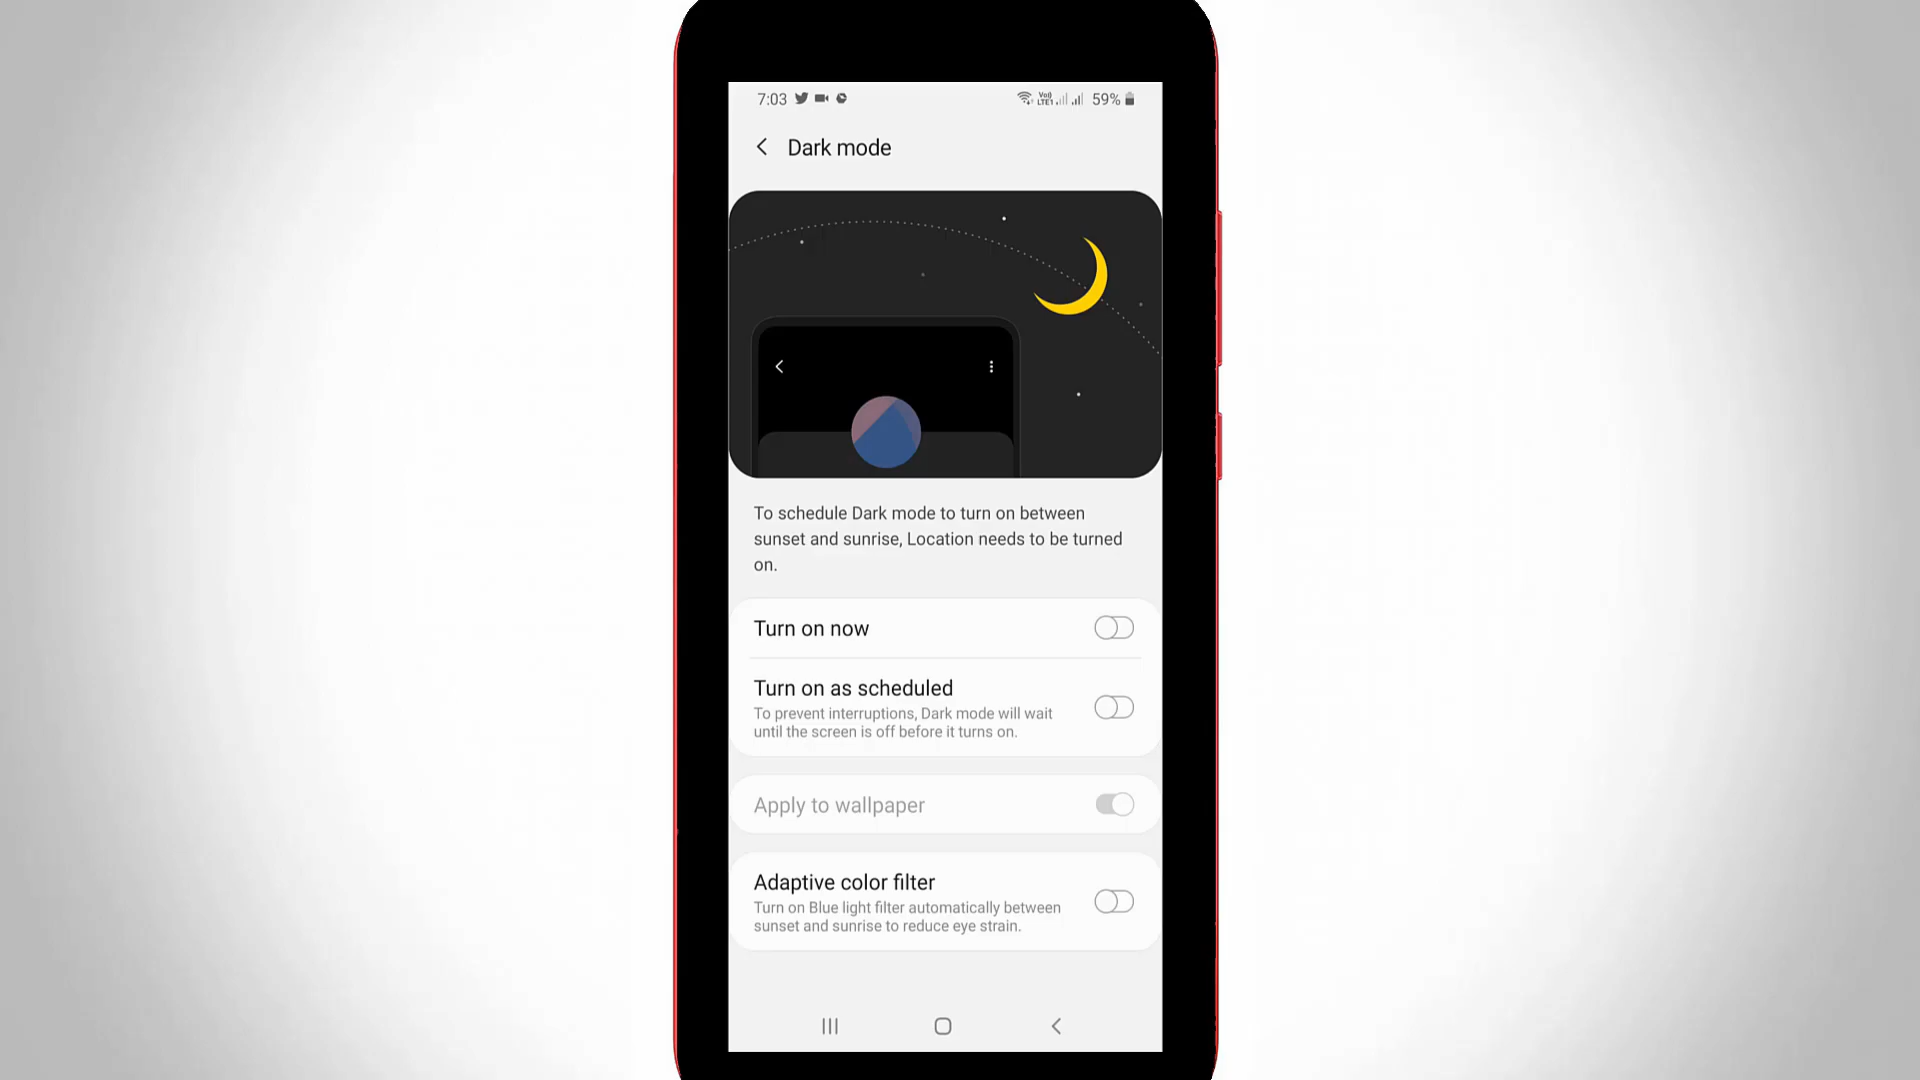 7:03
VoI) LTE1 59%
Dark mode
To schedule Dark mode to turn on between
sunset and sunrise, Location needs to be turned
on.
Turn on now
Turn on as scheduled
To prevent interruptions, Dark mode will wait
until the screen is off before it turns on.
Apply to wallpaper
Adaptive color filter
Turn on Blue light filter automatically between
sunset and sunrise to reduce eye strain.